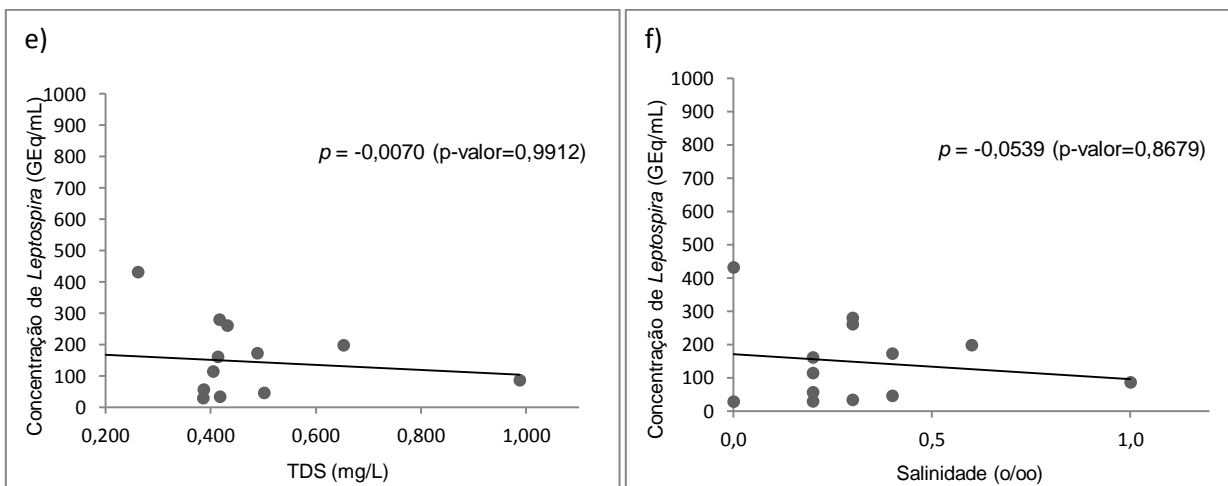 e)
Concentração de Leptospira (GEq/mL)
1000
900
800
700
600
500
400
300
200
100
0
p = -0,0070 (p-valor=0,9912)
0,200 0,400 0,600 0,800 1,000
TDS (mg/L)
f)
Concentração de Leptospira (GEq/mL)
1000
900
800
700
600
500
400
300
200
100
0
p = -0,0539 (p-valor=0,8679)
0,0 0,5 1,0
Salinidade (o/oo)